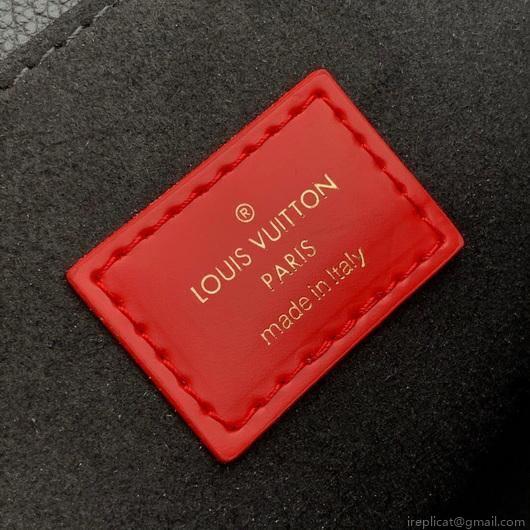 ®
LOUIS VUITTON
PARIS
made in Italy
ireplicat@gmail.com